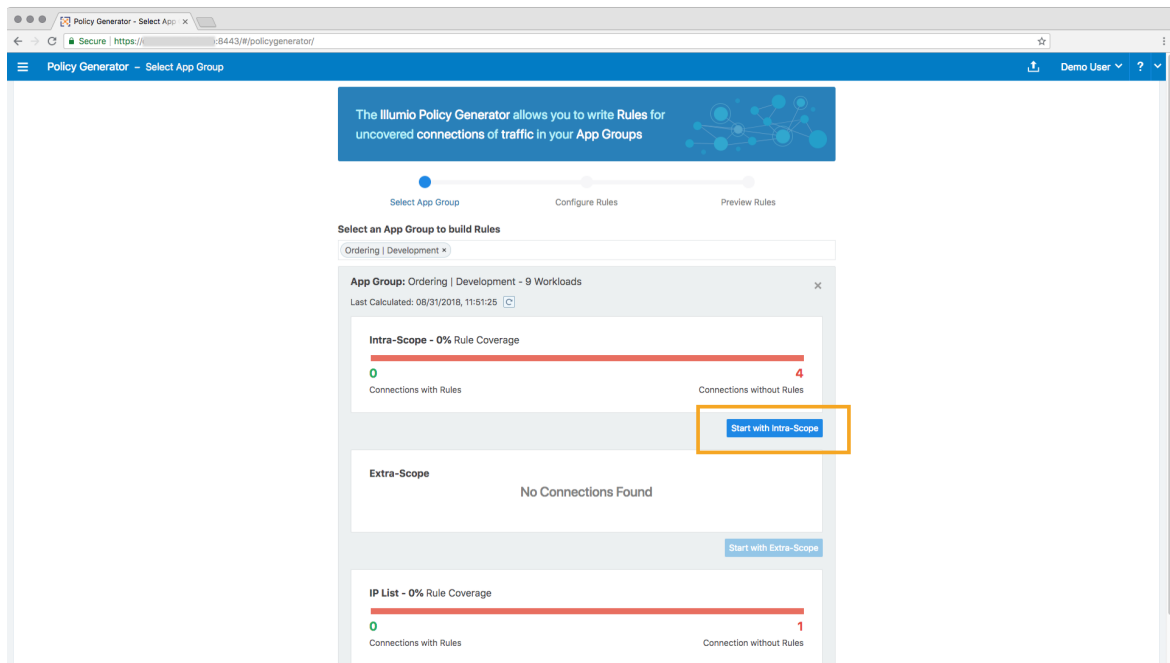 Policy Generator - Select App
Secure | https:// :8443/#/policygenerator/
Policy Generator – Select App Group
Demo User
?
The Illumio Policy Generator allows you to write Rules for
uncovered connections of traffic in your App Groups
Select App Group
Configure Rules
Preview Rules
Select an App Group to build Rules
Ordering | Development ×
App Group: Ordering | Development - 9 Workloads
Last Calculated: 08/31/2018, 11:51:25
Intra-Scope - 0% Rule Coverage
0
4
Connections with Rules
Connections without Rules
Start with Intra-Scope
Extra-Scope
No Connections Found
Start with Extra-Scope
IP List - 0% Rule Coverage
0
1
Connections with Rules
Connection without Rules